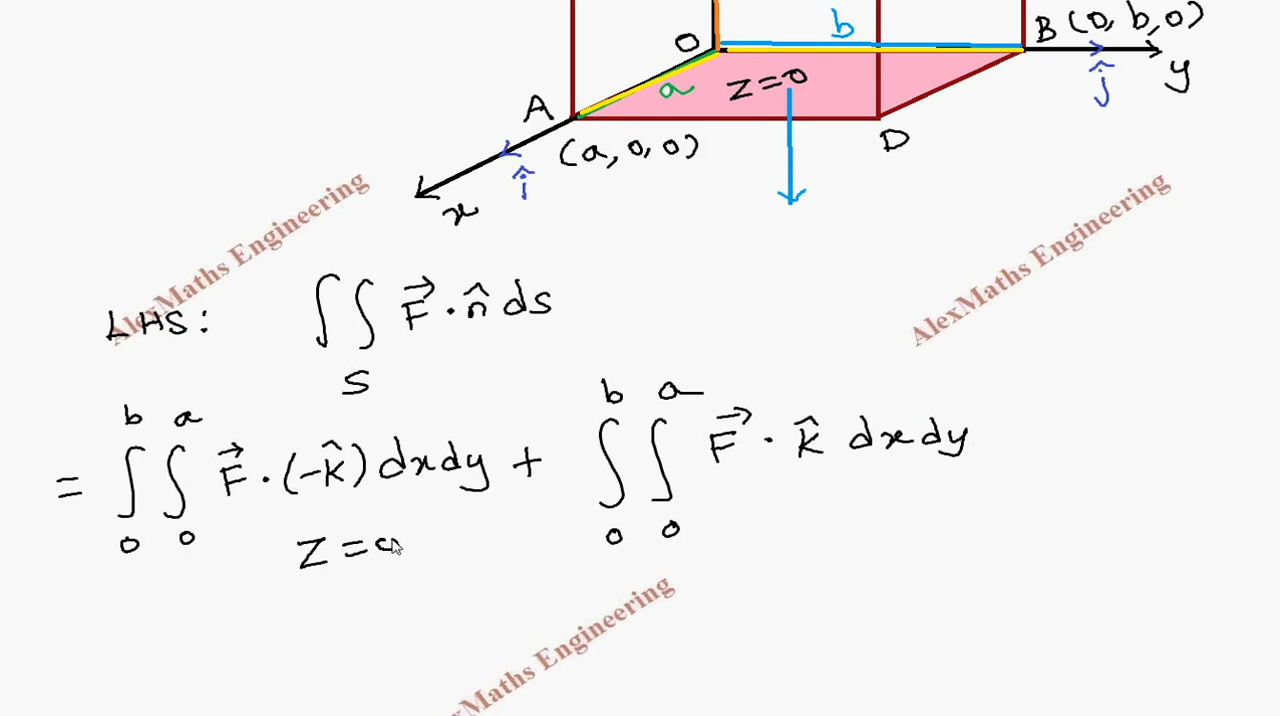 b B (0, b, 0)
O
a z=0 ĵ y
A
(a, 0, 0) D
î
x
AlexMaths Engineering
AlexMaths Engineering
LHS: ∫∫ F⃗ · n̂ ds
S
b a b a
= ∫ ∫ F⃗ · (-k̂) dx dy + ∫ ∫ F⃗ · k̂ dx dy
0 0 0 0
z=0
AlexMaths Engineering